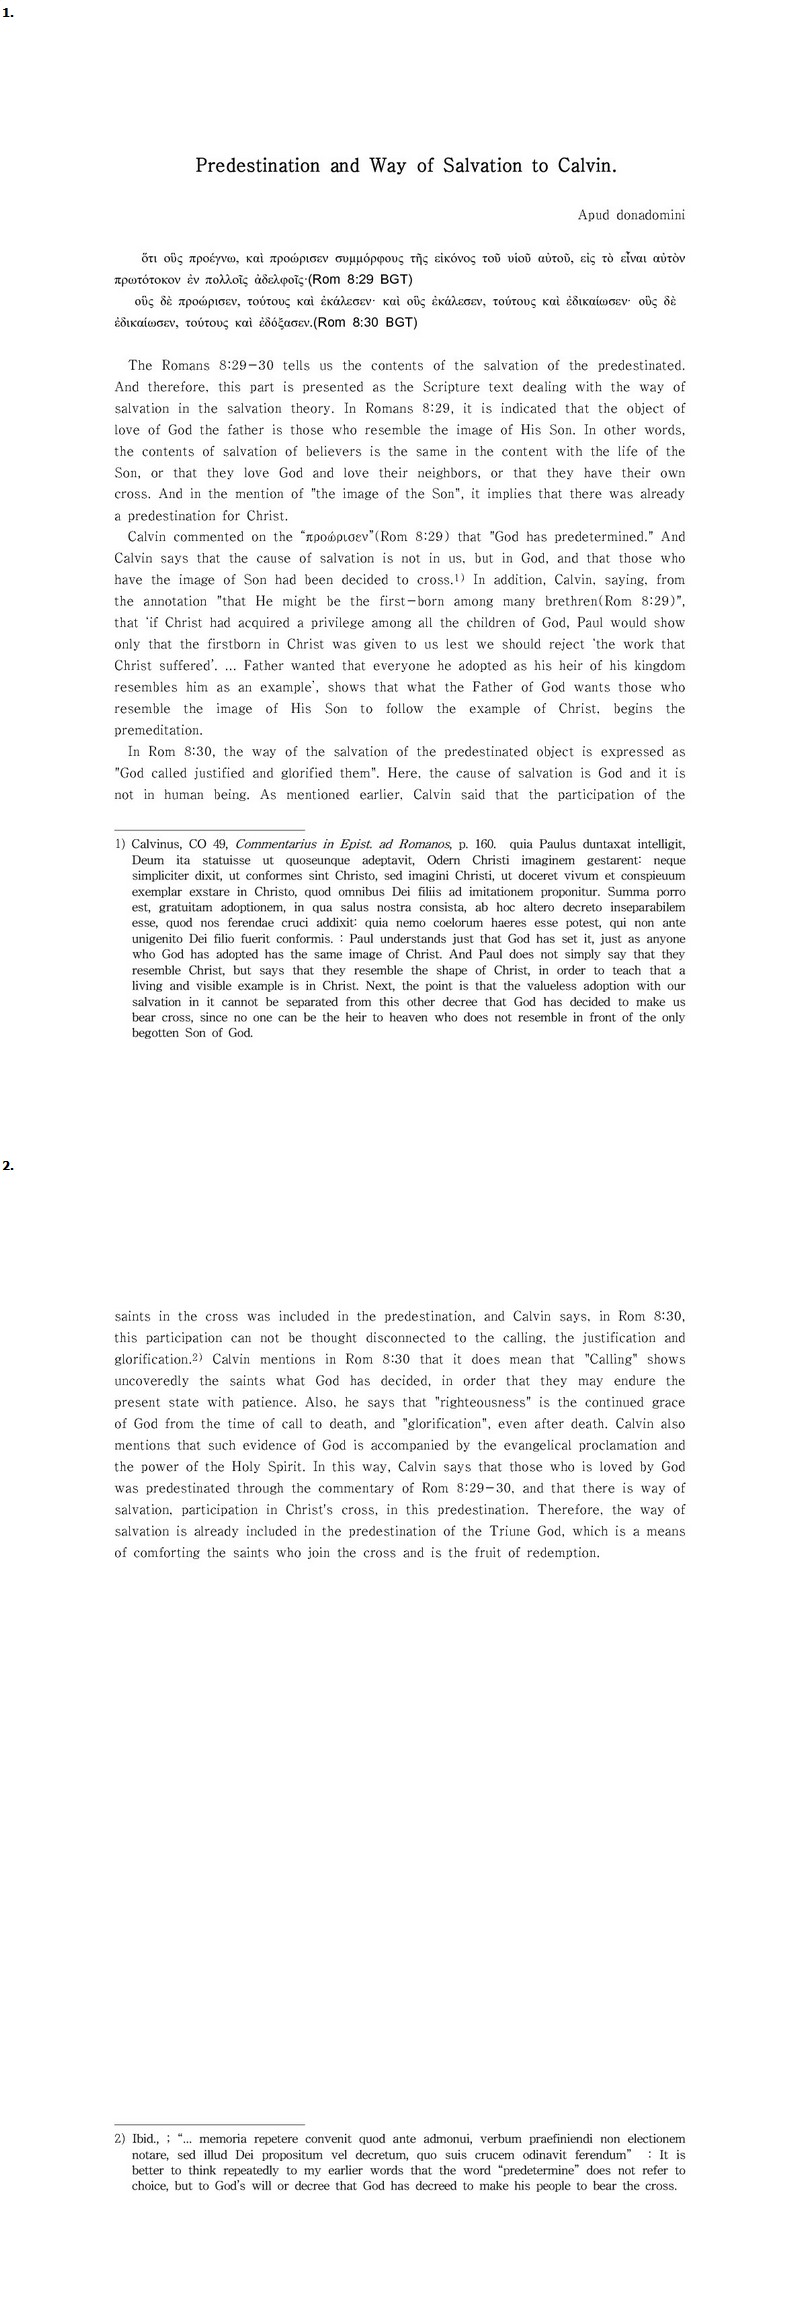 1.
Predestination and Way of Salvation to Calvin.
Apud donadomini
ὅτι οὓς προέγνω, καὶ προώρισεν συμμόρφους τῆς εἰκόνος τοῦ υἱοῦ αὐτοῦ, εἰς τὸ εἶναι αὐτὸν
πρωτότοκον ἐν πολλοῖς ἀδελφοῖς·(Rom 8:29 BGT)
οὓς δὲ προώρισεν, τούτους καὶ ἐκάλεσεν· καὶ οὓς ἐκάλεσεν, τούτους καὶ ἐδικαίωσεν· οὓς δὲ
ἐδικαίωσεν, τούτους καὶ ἐδόξασεν.(Rom 8:30 BGT)
The Romans 8:29-30 tells us the contents of the salvation of the predestinated.
And therefore, this part is presented as the Scripture text dealing with the way of
salvation in the salvation theory. In Romans 8:29, it is indicated that the object of
love of God the father is those who resemble the image of His Son. In other words,
the contents of salvation of believers is the same in the content with the life of the
Son, or that they love God and love their neighbors, or that they have their own
cross. And in the mention of "the image of the Son", it implies that there was already
a predestination for Christ.
Calvin commented on the “προώρισεν”(Rom 8:29) that "God has predetermined." And
Calvin says that the cause of salvation is not in us, but in God, and that those who
have the image of Son had been decided to cross.1) In addition, Calvin, saying, from
the annotation "that He might be the first-born among many brethren(Rom 8:29)",
that ‘if Christ had acquired a privilege among all the children of God, Paul would show
only that the firstborn in Christ was given to us lest we should reject ‘the work that
Christ suffered’. ... Father wanted that everyone he adopted as his heir of his kingdom
resembles him as an example’, shows that what the Father of God wants those who
resemble the image of His Son to follow the example of Christ, begins the
premeditation.
In Rom 8:30, the way of the salvation of the predestinated object is expressed as
"God called justified and glorified them". Here, the cause of salvation is God and it is
not in human being. As mentioned earlier, Calvin said that the participation of the
1) Calvinus, CO 49, Commentarius in Epist. ad Romanos, p. 160. quia Paulus duntaxat intelligit,
Deum ita statuisse ut quoseunque adeptavit, Odern Christi imaginem gestarent: neque
simpliciter dixit, ut conformes sint Christo, sed imagini Christi, ut doceret vivum et conspieuum
exemplar exstare in Christo, quod omnibus Dei filiis ad imitationem proponitur. Summa porro
est, gratuitam adoptionem, in qua salus nostra consista, ab hoc altero decreto inseparabilem
esse, quod nos ferendae cruci addixit: quia nemo coelorum haeres esse potest, qui non ante
unigenito Dei filio fuerit conformis. : Paul understands just that God has set it, just as anyone
who God has adopted has the same image of Christ. And Paul does not simply say that they
resemble Christ, but says that they resemble the shape of Christ, in order to teach that a
living and visible example is in Christ. Next, the point is that the valueless adoption with our
salvation in it cannot be separated from this other decree that God has decided to make us
bear cross, since no one can be the heir to heaven who does not resemble in front of the only
begotten Son of God.
2.
saints in the cross was included in the predestination, and Calvin says, in Rom 8:30,
this participation can not be thought disconnected to the calling, the justification and
glorification.2) Calvin mentions in Rom 8:30 that it does mean that "Calling" shows
uncoveredly the saints what God has decided, in order that they may endure the
present state with patience. Also, he says that "righteousness" is the continued grace
of God from the time of call to death, and "glorification", even after death. Calvin also
mentions that such evidence of God is accompanied by the evangelical proclamation and
the power of the Holy Spirit. In this way, Calvin says that those who is loved by God
was predestinated through the commentary of Rom 8:29-30, and that there is way of
salvation, participation in Christ's cross, in this predestination. Therefore, the way of
salvation is already included in the predestination of the Triune God, which is a means
of comforting the saints who join the cross and is the fruit of redemption.
2) Ibid., ; “... memoria repetere convenit quod ante admonui, verbum praefiniendi non electionem
notare, sed illud Dei propositum vel decretum, quo suis crucem odinavit ferendum” : It is
better to think repeatedly to my earlier words that the word “predetermine” does not refer to
choice, but to God’s will or decree that God has decreed to make his people to bear the cross.